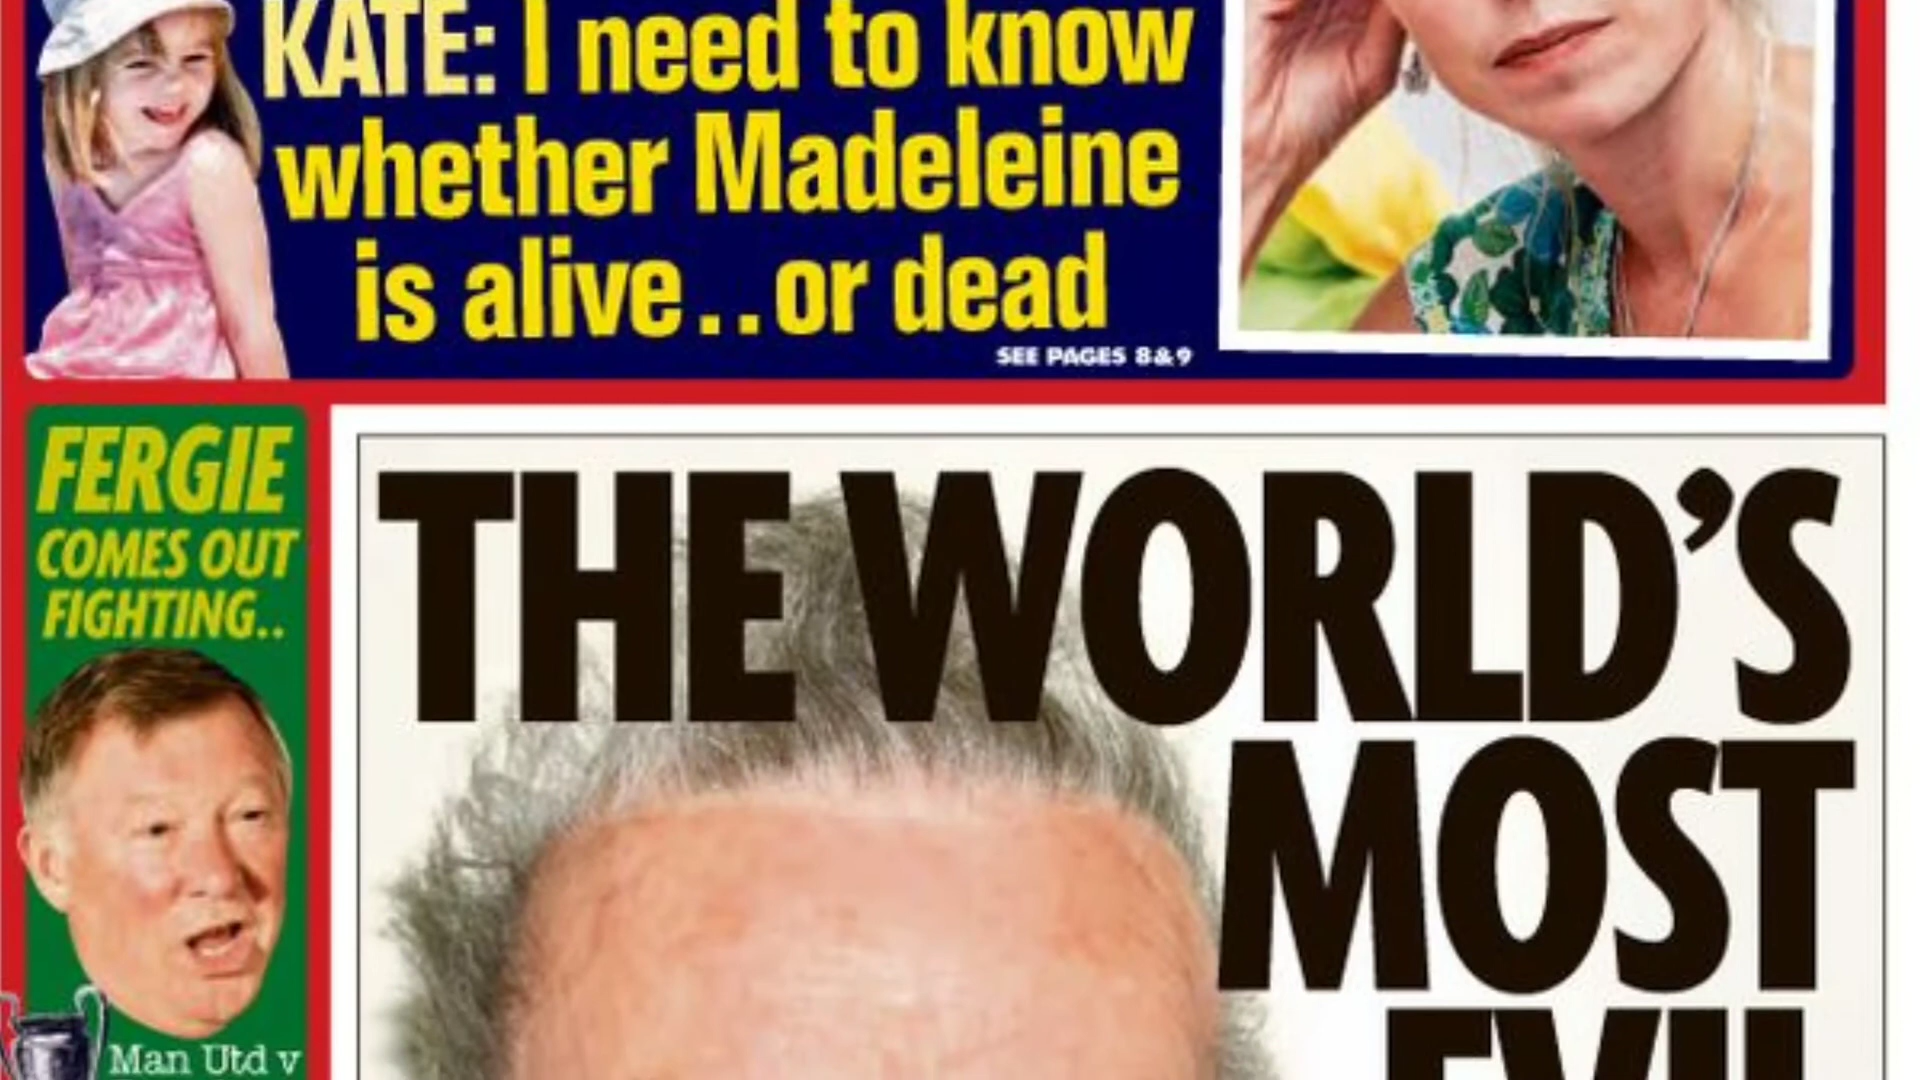 KATE: I need to know
whether Madeleine
is alive..or dead
SEE PAGES 8&9
FERGIE
COMES OUT
FIGHTING..
Man Utd v
THE WORLD'S
MOST
EVIL